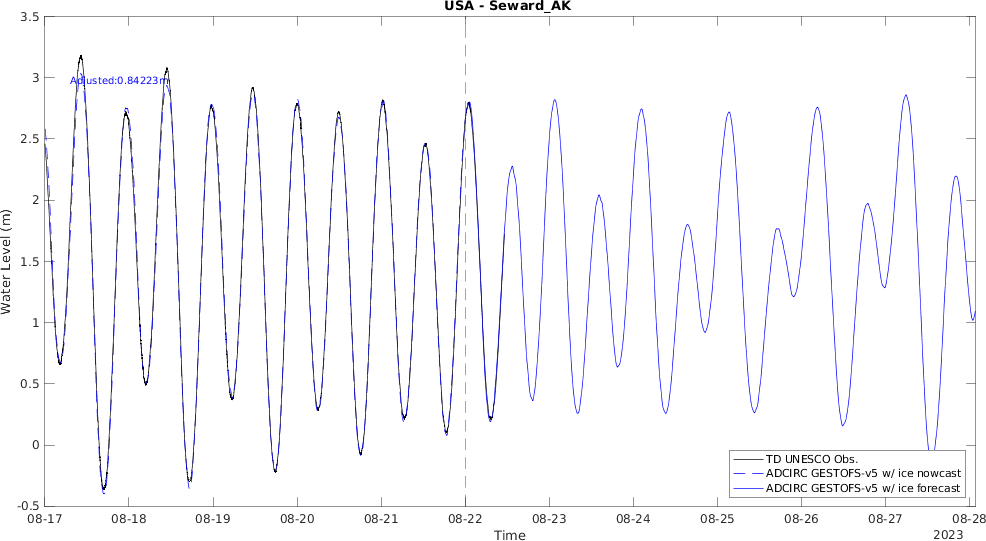 USA - Seward_AK
3.5
3
2.5
2
1.5
1
0.5
0
-0.5
Water Level (m)
Adjusted:0.84223m
TD UNESCO Obs.
ADCIRC GESTOFS-v5 w/ ice nowcast
ADCIRC GESTOFS-v5 w/ ice forecast
08-17 08-18 08-19 08-20 08-21 08-22 08-23 08-24 08-25 08-26 08-27 08-28
Time
2023